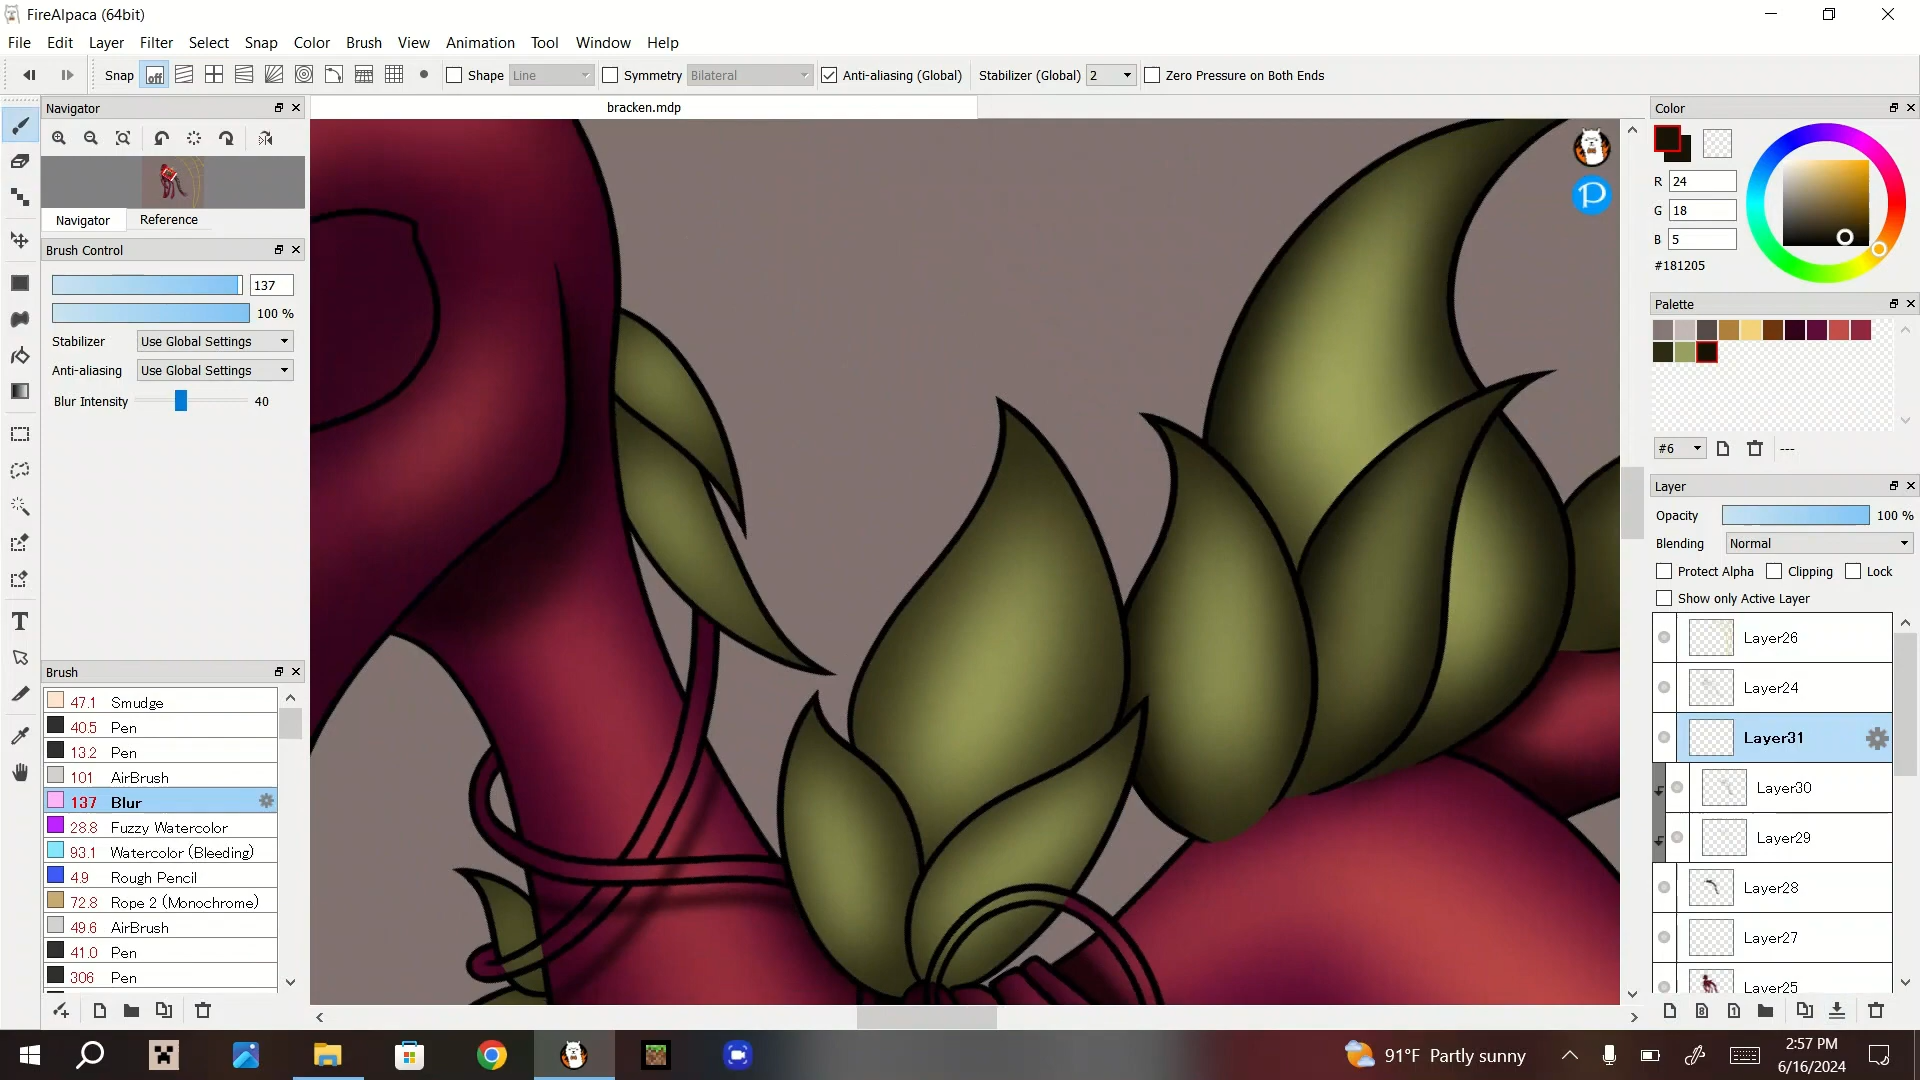 FireAlpaca (64bit)
File Edit Layer Filter Select Snap Color Brush View Animation Tool Window Help
Snap off Shape Line Symmetry Bilateral Anti-aliasing (Global) Stabilizer (Global) 2 Zero Pressure on Both Ends
Navigator
bracken.mdp
Color
R 24
G 18
B 5
#181205
Navigator Reference
Brush Control
137
100 %
Stabilizer Use Global Settings
Anti-aliasing Use Global Settings
Blur Intensity 40
P
Palette
#6 ---
Layer
Opacity 100 %
Blending Normal
Protect Alpha Clipping Lock
Show only Active Layer
Layer26
Layer24
Layer31
Layer30
Layer29
Layer28
Layer27
Layer25
Brush
47.1 Smudge
40.5 Pen
13.2 Pen
101 AirBrush
137 Blur
28.8 Fuzzy Watercolor
93.1 Watercolor (Bleeding)
4.9 Rough Pencil
72.8 Rope 2 (Monochrome)
49.6 AirBrush
41.0 Pen
306 Pen
8 1
91°F Partly sunny
2:57 PM
6/16/2024